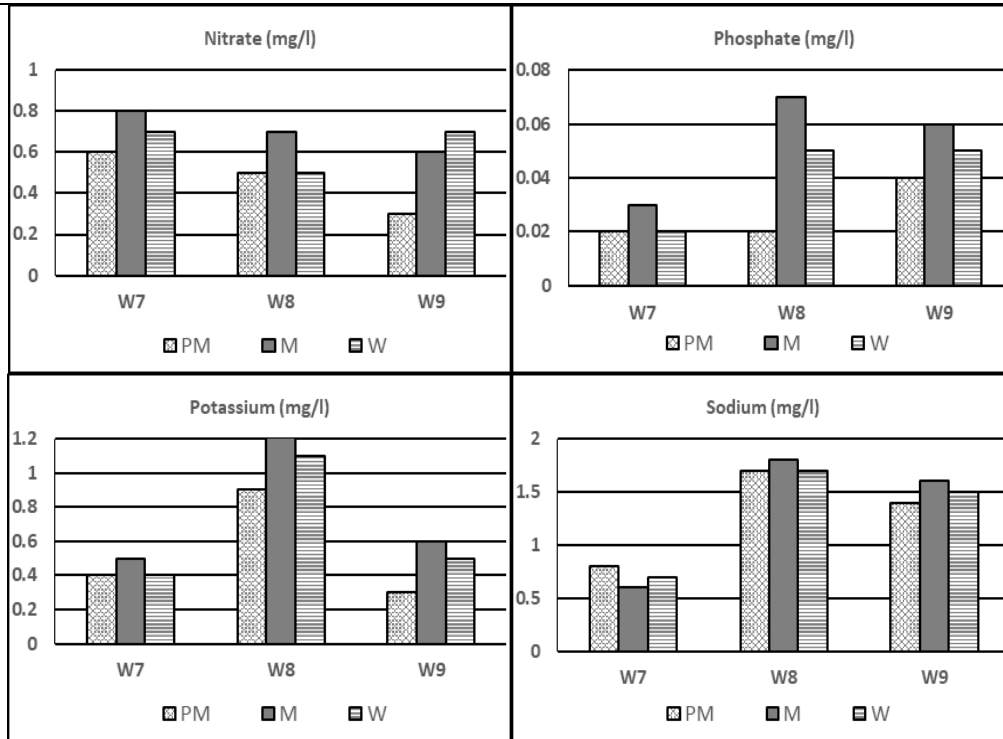 Nitrate (mg/l)
1
0.8
0.6
0.4
0.2
0
W7 W8 W9
PM M W
Phosphate (mg/l)
0.08
0.06
0.04
0.02
0
W7 W8 W9
PM M W
Potassium (mg/l)
1.2
1
0.8
0.6
0.4
0.2
0
W7 W8 W9
PM M W
Sodium (mg/l)
2
1.5
1
0.5
0
W7 W8 W9
PM M W